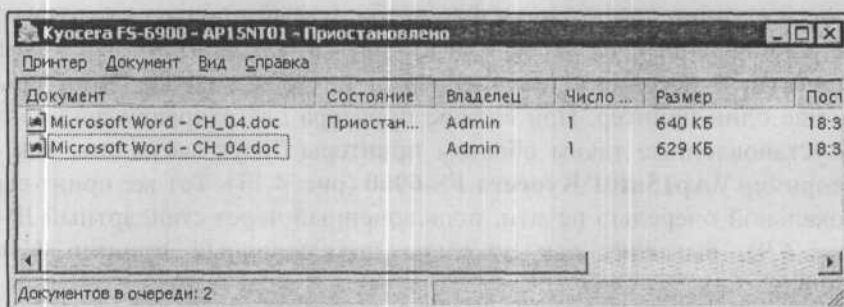 Kyocera FS-6900 - AP15NT01 - Приостановлено
Принтер Документ Вид Справка
Документ Состояние Владелец Число ... Размер Пост
Microsoft Word - CH_04.doc Приостан... Admin 1 640 КБ 18:3
Microsoft Word - CH_04.doc Admin 1 629 КБ 18:3
Документов в очереди: 2